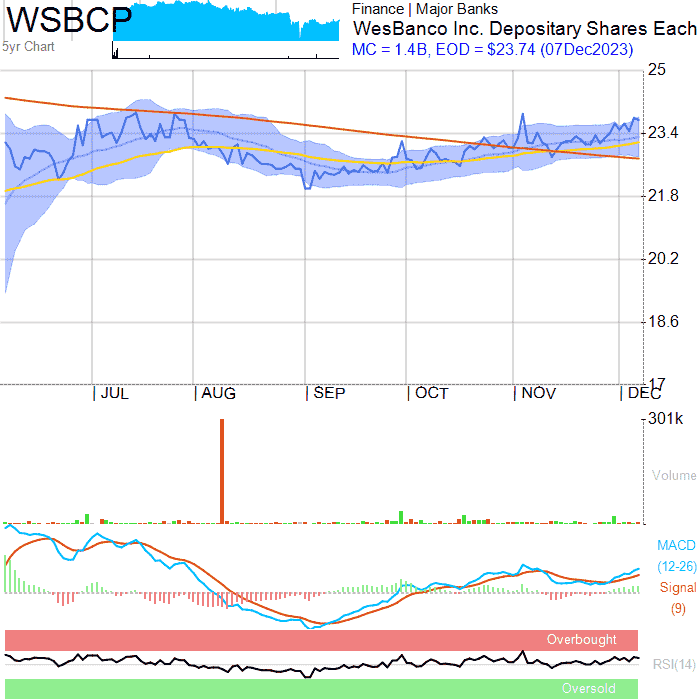 WSBCP
5yr Chart
Finance | Major Banks
WesBanco Inc. Depositary Shares Each
MC = 1.4B, EOD = $23.74 (07Dec2023)
25
23.4
21.8
20.2
18.6
17
JUL
AUG
SEP
OCT
NOV
DEC
301k
Volume
MACD
(12-26)
Signal
(9)
Overbought
RSI(14)
Oversold